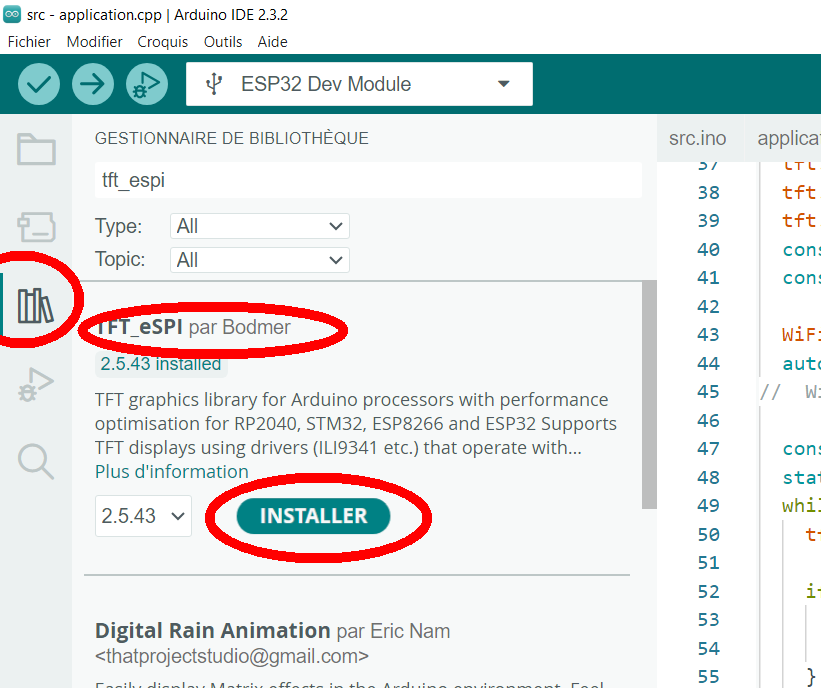 src - application.cpp | Arduino IDE 2.3.2
Fichier Modifier Croquis Outils Aide
ESP32 Dev Module
GESTIONNAIRE DE BIBLIOTHÈQUE
src.ino applicat
tft_espi
Type: All
Topic: All
TFT_eSPI par Bodmer
2.5.43 installed
TFT graphics library for Arduino processors with performance
optimisation for RP2040, STM32, ESP8266 and ESP32 Supports
TFT displays using drivers (ILI9341 etc.) that operate with...
Plus d'information
2.5.43 INSTALLER
Digital Rain Animation par Eric Nam
<thatprojectstudio@gmail.com>
Easily display Matrix effects in the Arduino environment. Feel
37 tft
38 tft
39 tft
40 cons
41 cons
42
43 WiFi
44 auto
45 // Wi
46
47 cons
48 stat
49 whil
50 t
51
52 i
53
54
55 }